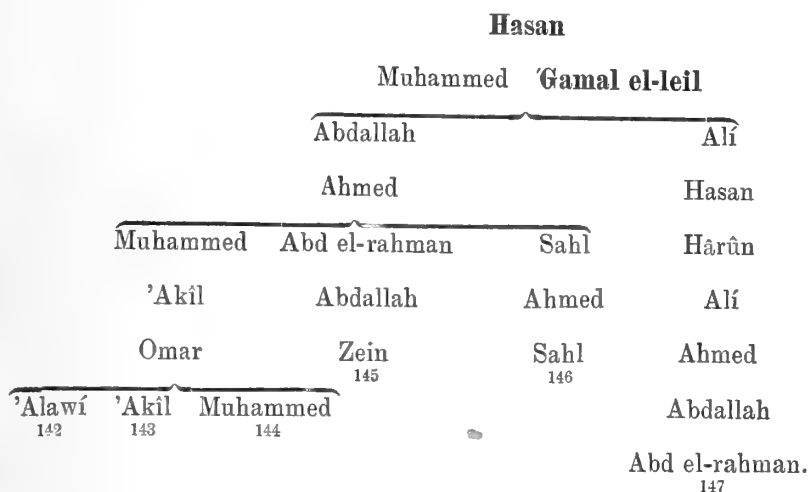 Hasan
Muhammed ´Gamal el-leil
Abdallah Alí
Ahmed Hasan
Muhammed Abd el-rahman Sahl Hârûn
’Akîl Abdallah Ahmed Alí
Omar Zein Sahl Ahmed
145 146
’Alawí ’Akîl Muhammed Abdallah
142 143 144
Abd el-rahman.
147